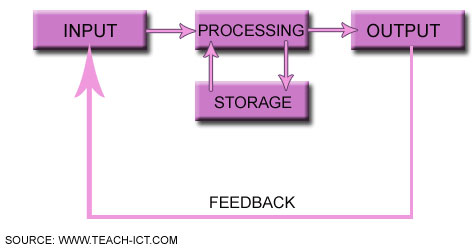 INPUT
PROCESSING
OUTPUT
STORAGE
FEEDBACK
SOURCE: WWW.TEACH-ICT.COM